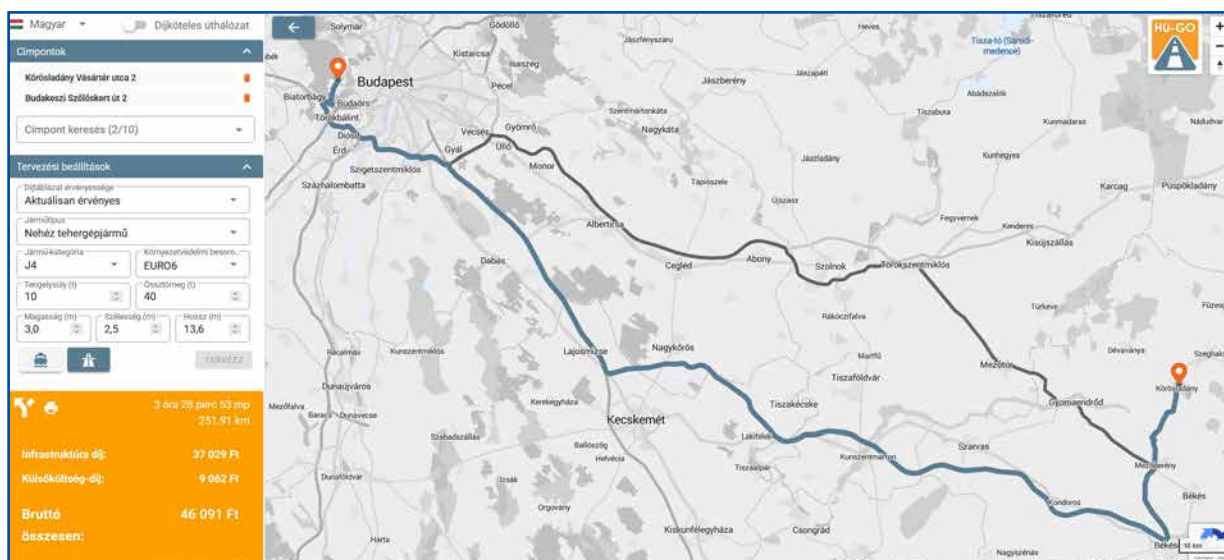 Magyar
Díjköteles úthálózat
Címpontok
Körösladány Vásártér utca 2
Budakeszi Szőlőskert út 2
Címpont keresés (2/10)
Tervezési beállítások
Díjtáblázat érvényessége
Aktuálisan érvényes
Járműtípus
Nehéz tehergépjármű
Jármű-kategória
J4
Környezetvédelmi besoro...
EURO6
Tengelysúly (t)
10
Össztömeg (t)
40
Magasság (m)
3,0
Szélesség (m)
2,5
Hossz (m)
13,6
TERVEZZ
3 óra 28 perc 53 mp
251.91 km
Infrastruktúra díj: 37 029 Ft
Külsőköltség-díj: 9 062 Ft
Bruttó összesen: 46 091 Ft
HU-GO
Solymár
Gödöllő
Kistarcsa
Isaszeg
Pécel
Budapest
Biatorbágy
Budaörs
Törökbálint
Diósd
Érd
Százhalombatta
Szigetszentmiklós
Gyál
Vecsés
Üllő
Gyömrő
Monor
Jászfényszaru
Heves
Tisza-tó (Sarudi-medence)
Jászberény
Jászapáti
Szentmártonkáta
Nagykáta
Abádszalók
Tiszabura
Kunmadaras
Nádudvar
Jászladány
Kunhegyes
Tápiószele
Újszász
Karcag
Püspökladány
Albertirsa
Fegyvernek
Kenderes
Kisújszállás
Dabas
Cegléd
Abony
Szolnok
Törökszentmiklós
Rákóczifalva
Túrkeve
Ráckeve
Kunszentmiklós
Lajosmizse
Nagykőrös
Martfű
Tiszaföldvár
Mezőtúr
Dévaványa
Körösladány
Dunaújváros
Mezőfalva
Baracs
Dunavecse
Kerekegyháza
Kecskemét
Tiszakécske
Gyomaendrőd
Szabadszállás
Ballószög
Helvécia
Lakitelek
Tiszaalpár
Kunszentmárton
Szarvas
Mezőberény
Dunaföldvár
Izsák
Orgovány
Kondoros
Békés
Harta
Kiskunfélegyháza
Csongrád
Nagyszénás
10 km